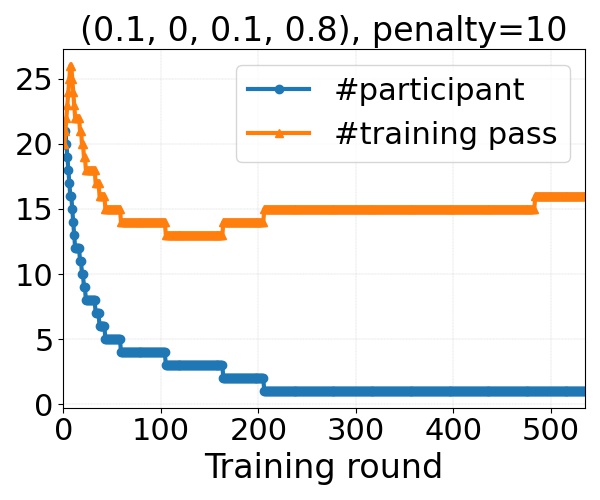 (0.1, 0, 0.1, 0.8), penalty=10
#participant
#training pass
25
20
15
10
5
0
0 100 200 300 400 500
Training round